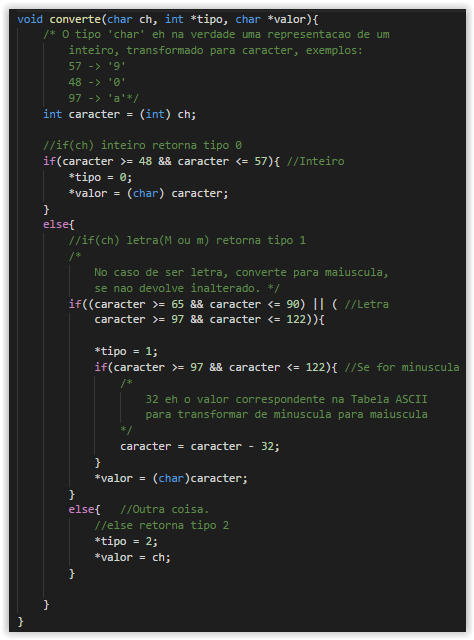 void converte(char ch, int *tipo, char *valor){
    /* O tipo 'char' eh na verdade uma representacao de um
        inteiro, transformado para caracter, exemplos:
        57 -> '9'
        48 -> '0'
        97 -> 'a'*/
    int caracter = (int) ch;

    //if(ch) inteiro retorna tipo 0
    if(caracter >= 48 && caracter <= 57){ //Inteiro
        *tipo = 0;
        *valor = (char) caracter;
    }
    else{
        //if(ch) letra(M ou m) retorna tipo 1
        /*
            No caso de ser letra, converte para maiuscula,
            se nao devolve inalterado. */
        if((caracter >= 65 && caracter <= 90) || ( //Letra
            caracter >= 97 && caracter <= 122)){

            *tipo = 1;
            if(caracter >= 97 && caracter <= 122){ //Se for minuscula
                /*
                    32 eh o valor correspondente na Tabela ASCII
                    para transformar de minuscula para maiuscula
                */
                caracter = caracter - 32;
            }
            *valor = (char)caracter;
        }
        else{   //Outra coisa.
            //else retorna tipo 2
            *tipo = 2;
            *valor = ch;
        }

    }
}